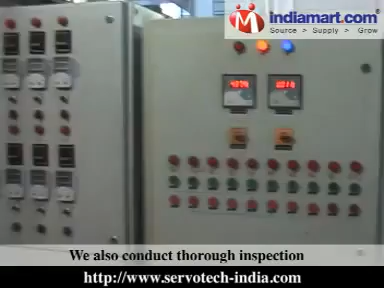 indiamart.com
Source > Supply > Grow
We also conduct thorough inspection
http://www.servotech-india.com